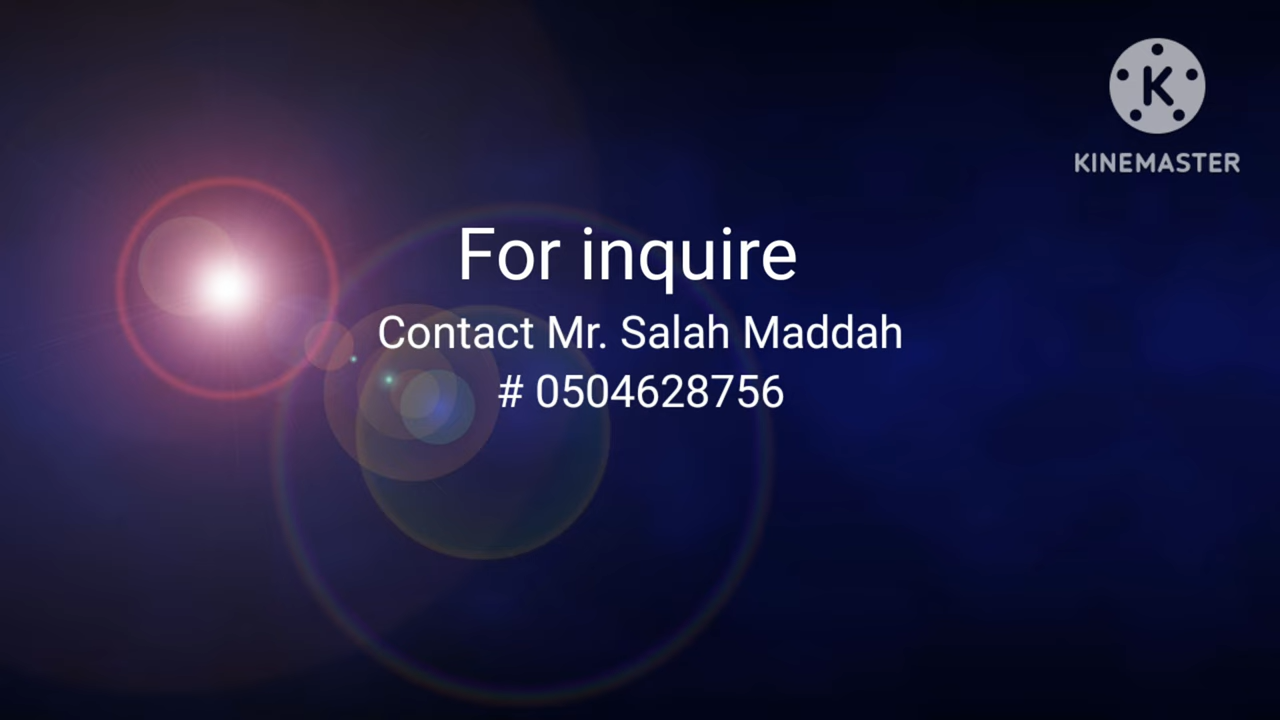 K
KINEMASTER
For inquire
Contact Mr. Salah Maddah
# 0504628756